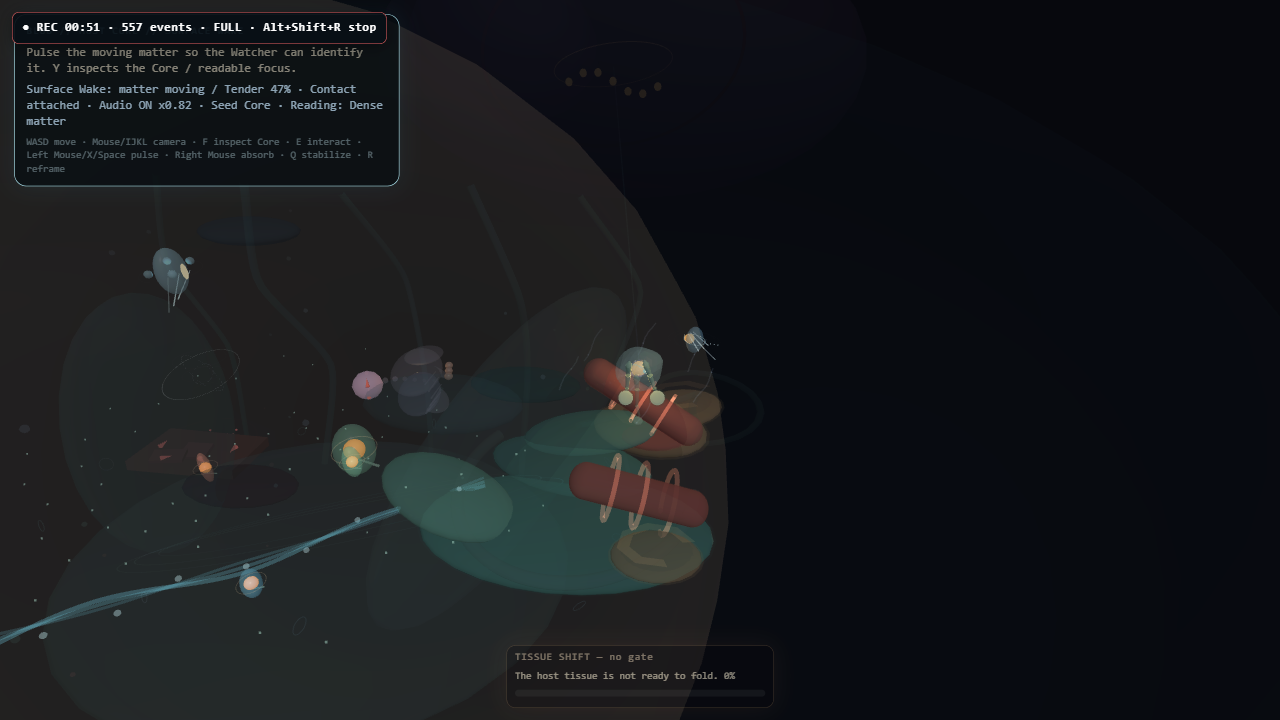 ● REC 00:51 · 557 events · FULL · Alt+Shift+R stop
Pulse the moving matter so the Watcher can identify
it. Y inspects the Core / readable focus.
Surface Wake: matter moving / Tender 47% · Contact
attached · Audio ON x0.82 · Seed Core · Reading: Dense
matter
WASD move · Mouse/IJKL camera · F inspect Core · E interact ·
Left Mouse/X/Space pulse · Right Mouse absorb · Q stabilize · R
reframe
TISSUE SHIFT — no gate
The host tissue is not ready to fold. 0%